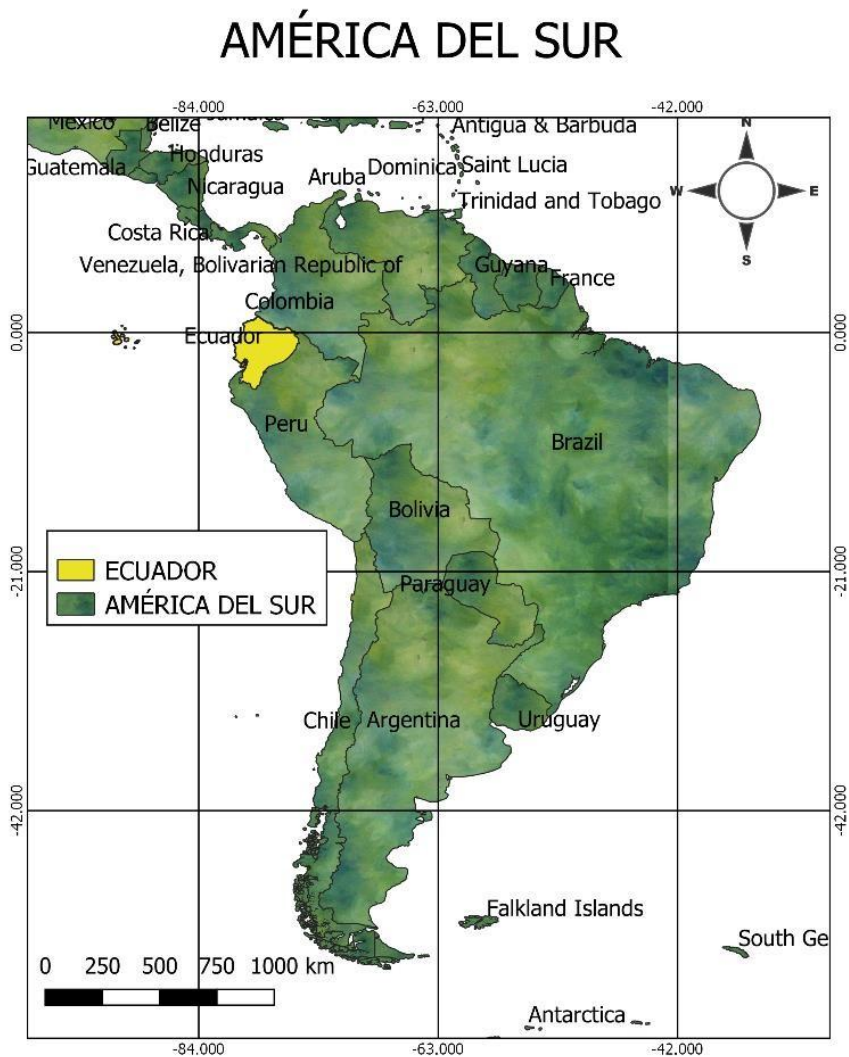 AMÉRICA DEL SUR
-84.000 -63.000 -42.000
Mexico Belize Jamaica Antigua & Barbuda
N
Guatemala Honduras Dominica Saint Lucia
Nicaragua Aruba
W E
Trinidad and Tobago
Costa Rica
S
Venezuela, Bolivarian Republic of Guyana
France
Colombia
0.000 Ecuador 0.000
Peru
Brazil
Bolivia
ECUADOR
-21.000 Paraguay -21.000
AMÉRICA DEL SUR
Chile Argentina Uruguay
-42.000 -42.000
Falkland Islands
South Ge
0 250 500 750 1000 km
Antarctica
-84.000 -63.000 -42.000